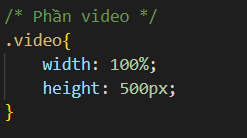 /* Phần video */
.video{
    width: 100%;
    height: 500px;
}